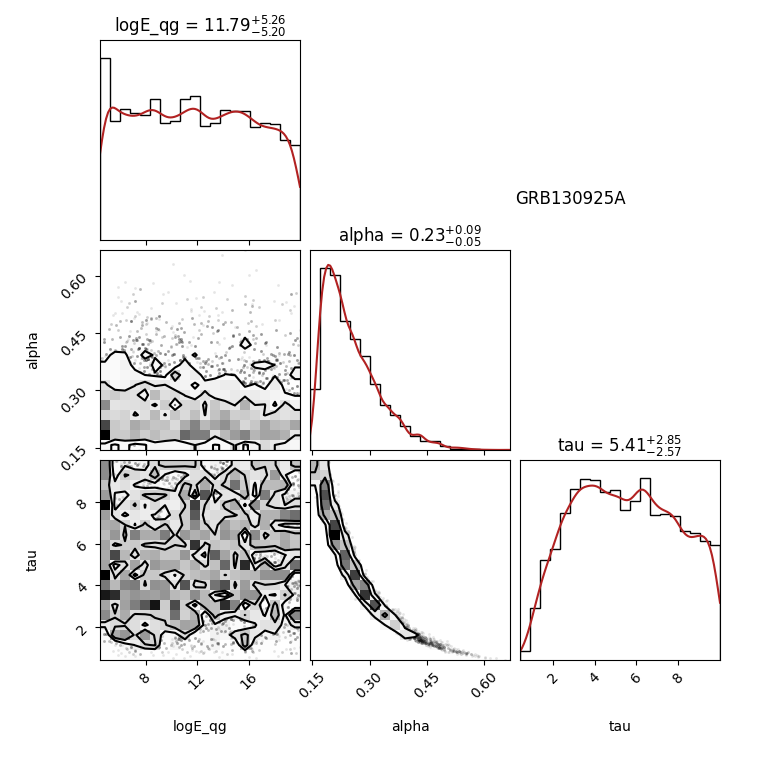 logE_qg = 11.79+5.26−5.20
GRB130925A
alpha = 0.23+0.09−0.05
alpha
0.60
0.45
0.30
0.15
tau = 5.41+2.85−2.57
tau
8
6
4
2
8 12 16
0.15 0.30 0.45 0.60
2 4 6 8
logE_qg alpha tau